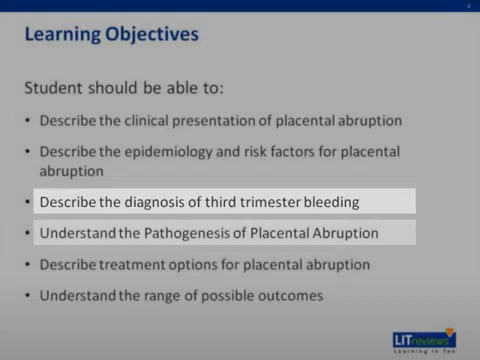 Learning Objectives
Student should be able to:
• Describe the clinical presentation of placental abruption
• Describe the epidemiology and risk factors for placental
abruption
• Describe the diagnosis of third trimester bleeding
• Understand the Pathogenesis of Placental Abruption
• Describe treatment options for placental abruption
• Understand the range of possible outcomes
LITreviews
Learning in Ten